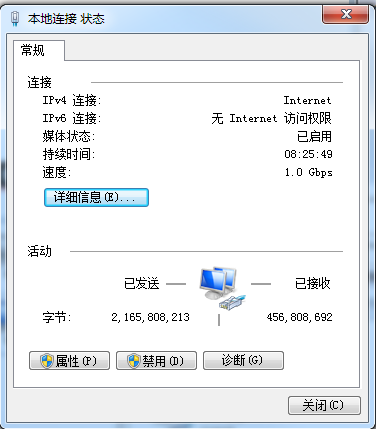 本地连接 状态
常规
连接
IPv4 连接: Internet
IPv6 连接: 无 Internet 访问权限
媒体状态: 已启用
持续时间: 08:25:49
速度: 1.0 Gbps
详细信息(E)...
活动
已发送 已接收
字节: 2,165,808,213 456,808,692
属性(P) 禁用(D) 诊断(G)
关闭(C)